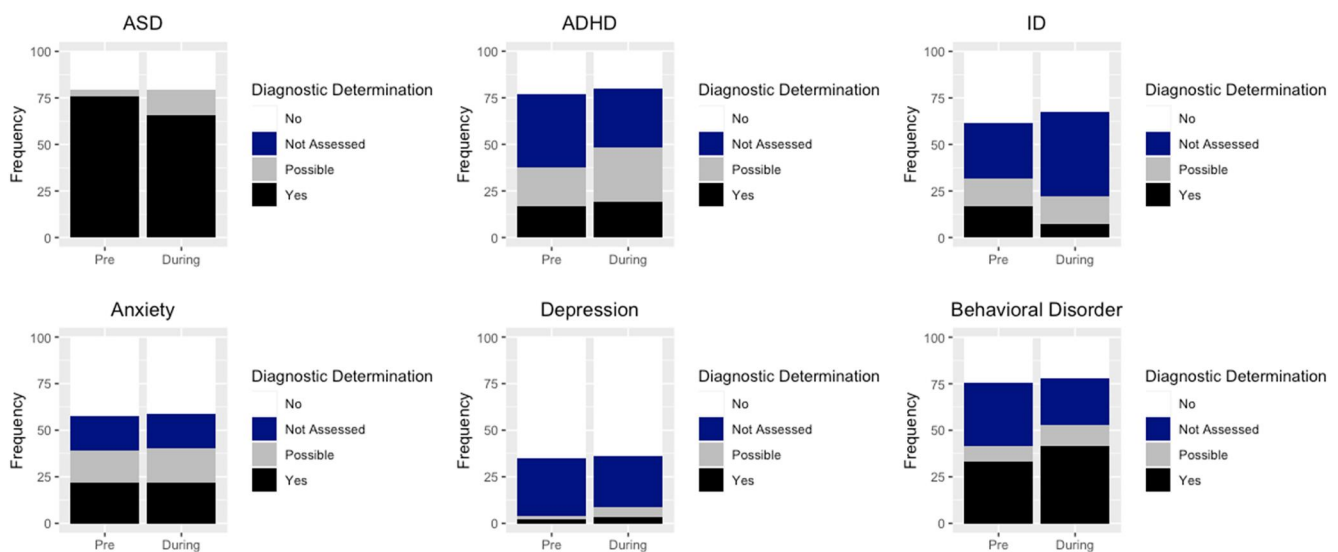 ASD
100
75
50
25
0
Frequency
Pre
During
Diagnostic Determination
No
Not Assessed
Possible
Yes
ADHD
100
75
50
25
0
Frequency
Pre
During
Diagnostic Determination
No
Not Assessed
Possible
Yes
ID
100
75
50
25
0
Frequency
Pre
During
Diagnostic Determination
No
Not Assessed
Possible
Yes
Anxiety
100
75
50
25
0
Frequency
Pre
During
Diagnostic Determination
No
Not Assessed
Possible
Yes
Depression
100
75
50
25
0
Frequency
Pre
During
Diagnostic Determination
No
Not Assessed
Possible
Yes
Behavioral Disorder
100
75
50
25
0
Frequency
Pre
During
Diagnostic Determination
No
Not Assessed
Possible
Yes